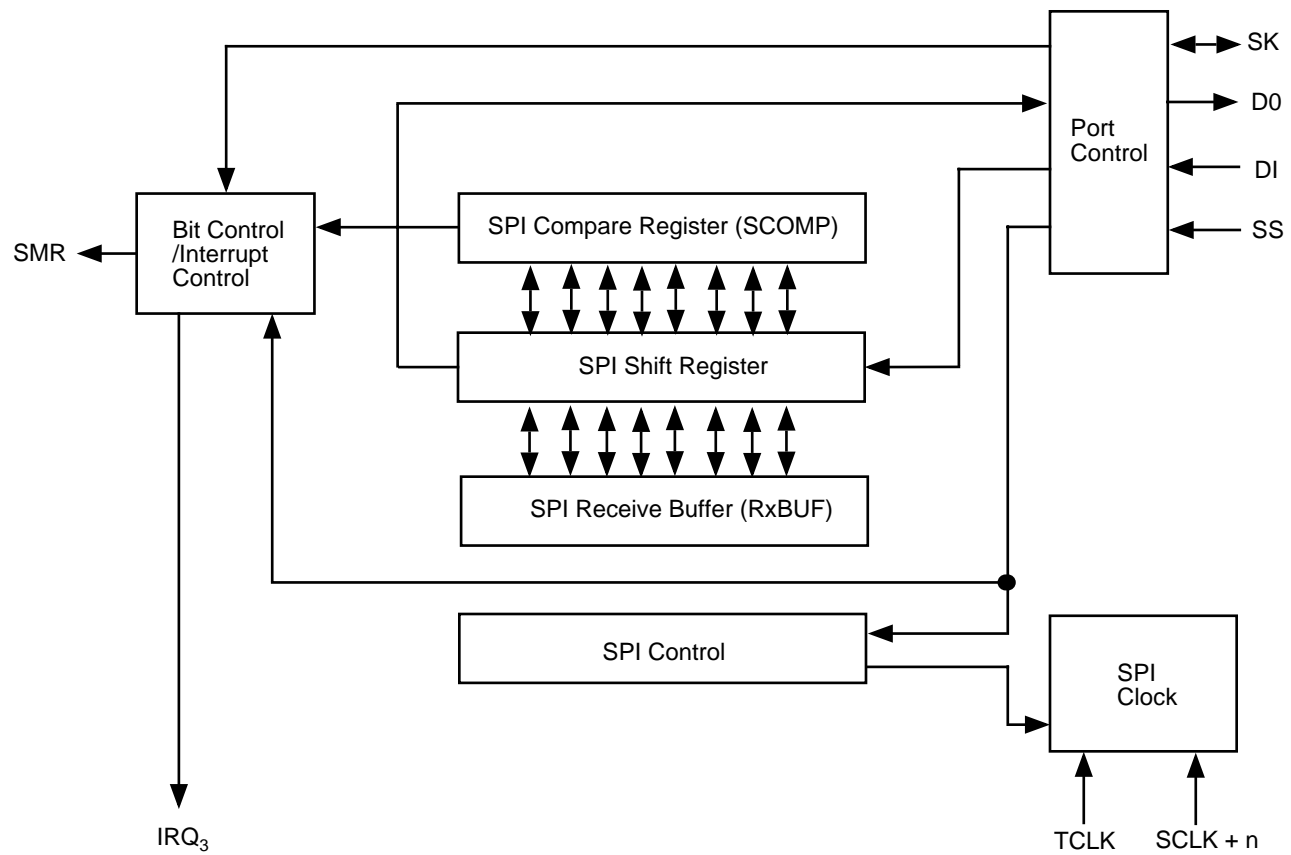 SK
D0
Port
Control
DI
SS
Bit Control
/Interrupt
Control
SMR
SPI Compare Register (SCOMP)
SPI Shift Register
SPI Receive Buffer (RxBUF)
SPI Control
SPI
Clock
IRQ₃
TCLK
SCLK + n